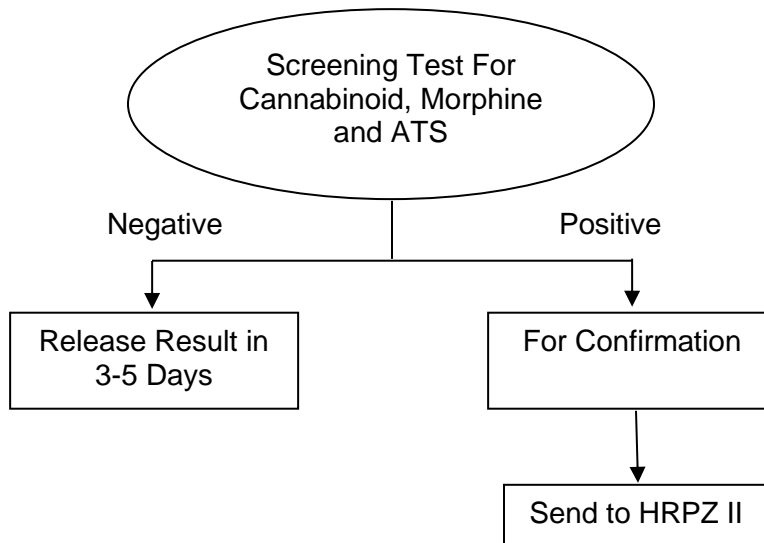 Screening Test For
Cannabinoid, Morphine
and ATS
Negative
Positive
Release Result in
3-5 Days
For Confirmation
Send to HRPZ II